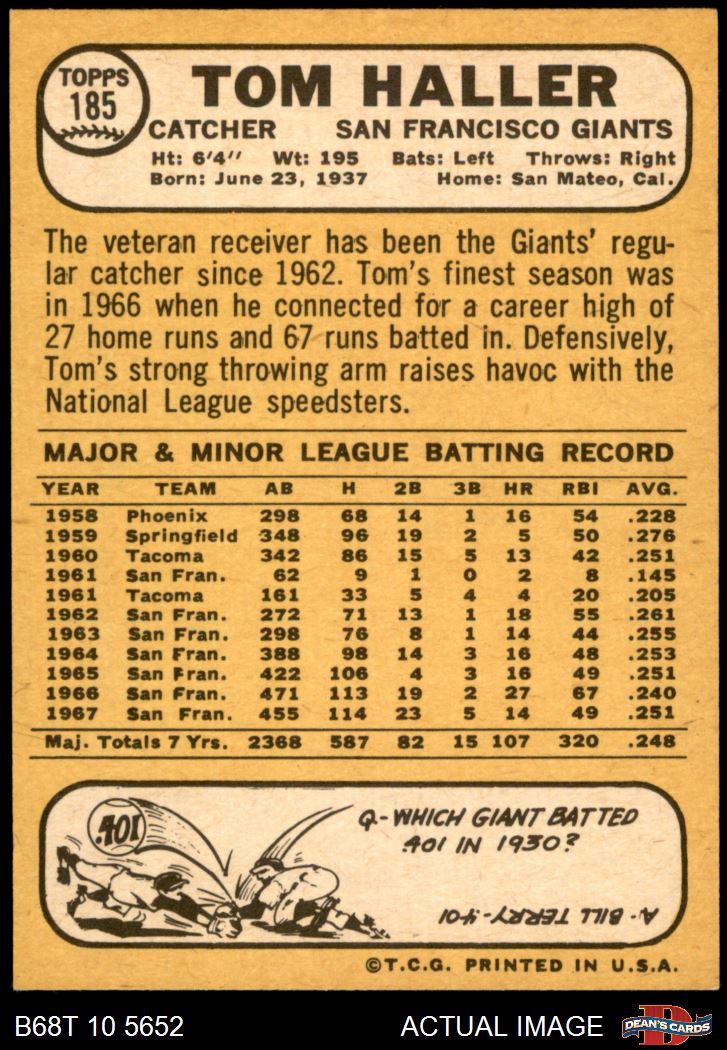 TOPPS
185
TOM HALLER
CATCHER SAN FRANCISCO GIANTS
Ht: 6'4" Wt: 195 Bats: Left Throws: Right
Born: June 23, 1937 Home: San Mateo, Cal.
The veteran receiver has been the Giants' regu-
lar catcher since 1962. Tom's finest season was
in 1966 when he connected for a career high of
27 home runs and 67 runs batted in. Defensively,
Tom's strong throwing arm raises havoc with the
National League speedsters.
MAJOR & MINOR LEAGUE BATTING RECORD
YEAR TEAM AB H 2B 3B HR RBI AVG.
1958 Phoenix 298 68 14 1 16 54 .228
1959 Springfield 348 96 19 2 5 50 .276
1960 Tacoma 342 86 15 5 13 42 .251
1961 San Fran. 62 9 1 0 2 8 .145
1961 Tacoma 161 33 5 4 4 20 .205
1962 San Fran. 272 71 13 1 18 55 .261
1963 San Fran. 298 76 8 1 14 44 .255
1964 San Fran. 388 98 14 3 16 48 .253
1965 San Fran. 422 106 4 3 16 49 .251
1966 San Fran. 471 113 19 2 27 67 .240
1967 San Fran. 455 114 23 5 14 49 .251
Maj. Totals 7 Yrs. 2368 587 82 15 107 320 .248
.401
Q-WHICH GIANT BATTED
.401 IN 1930?
A- BILL TERRY-.401
©T.C.G. PRINTED IN U.S.A.
B68T 10 5652 ACTUAL IMAGE
D
DEAN'S CARDS